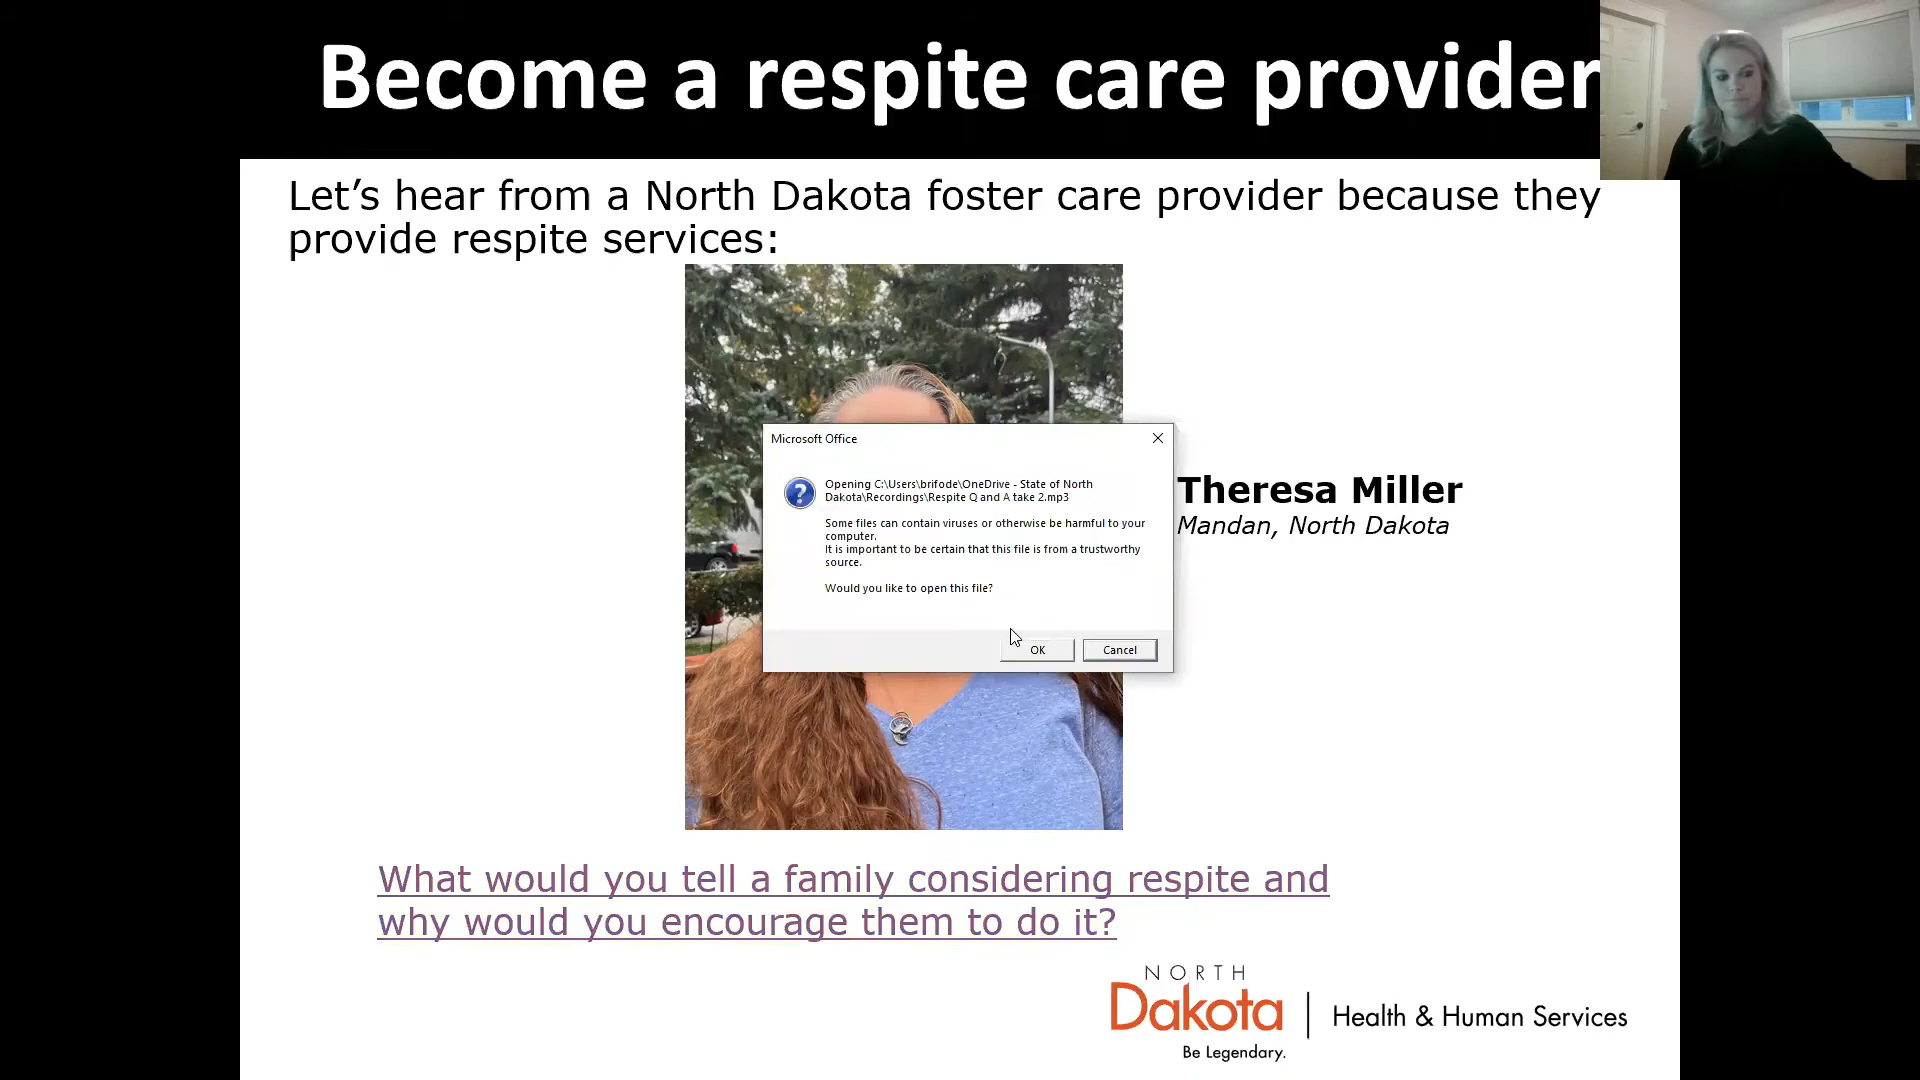 Become a respite care provider
Let’s hear from a North Dakota foster care provider because they
provide respite services:
Microsoft Office
Opening C:\Users\brifode\OneDrive - State of North
Dakota\Recordings\Respite Q and A take 2.mp3
Some files can contain viruses or otherwise be harmful to your
computer.
It is important to be certain that this file is from a trustworthy
source.
Would you like to open this file?
OK Cancel
Theresa Miller
Mandan, North Dakota
What would you tell a family considering respite and
why would you encourage them to do it?
NORTH
Dakota
Be Legendary.
Health & Human Services